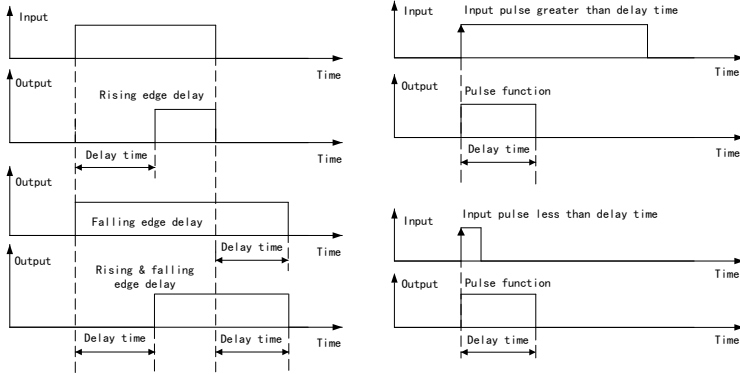 Input
Time
Output
Rising edge delay
Delay time
Time
Output
Falling edge delay
Delay time
Time
Output
Rising & falling
edge delay
Delay time
Delay time
Time
Input
Input pulse greater than delay time
Time
Output
Pulse function
Delay time
Time
Input
Input pulse less than delay time
Time
Output
Pulse function
Delay time
Time